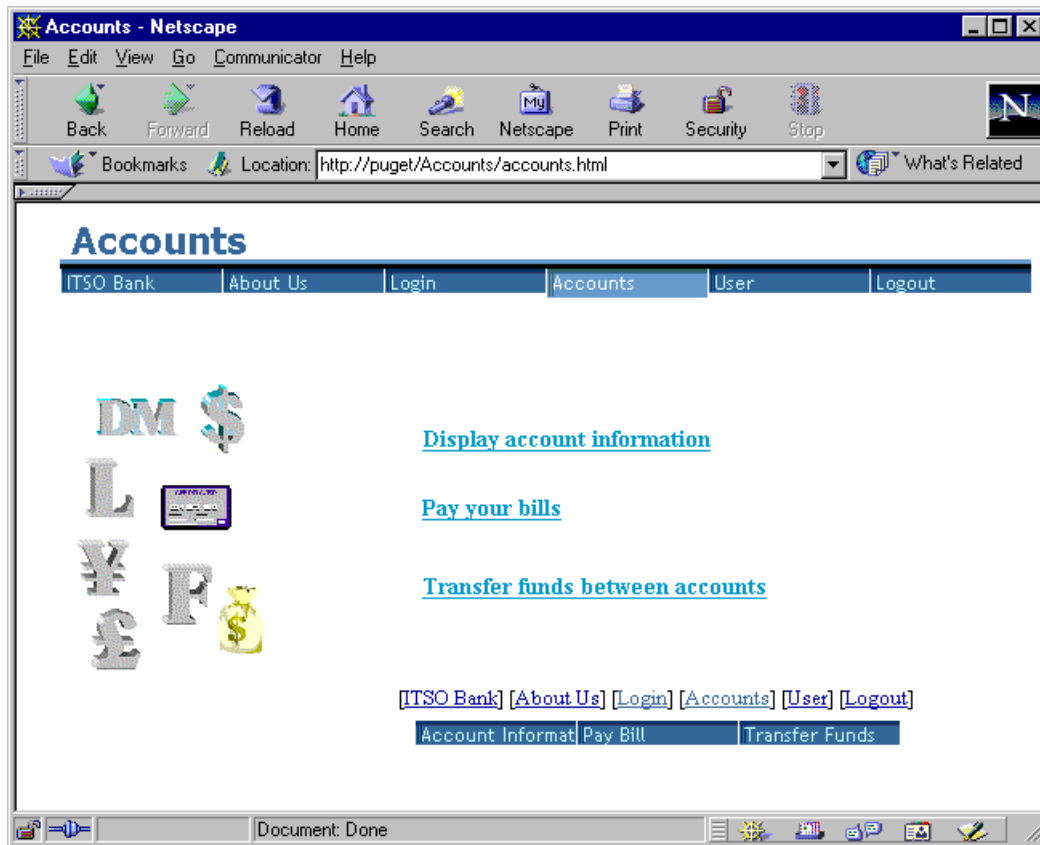 Accounts - Netscape
File Edit View Go Communicator Help
My N
Back Forward Reload Home Search Netscape Print Security Stop
Bookmarks Location: http://puget/Accounts/accounts.html What's Related
Accounts
ITSO Bank About Us Login Accounts User Logout
DM $
Display account information
L
Pay your bills
¥
F
Transfer funds between accounts
$
£
[ITSO Bank] [About Us] [Login] [Accounts] [User] [Logout]
Account Informat Pay Bill Transfer Funds
Document: Done